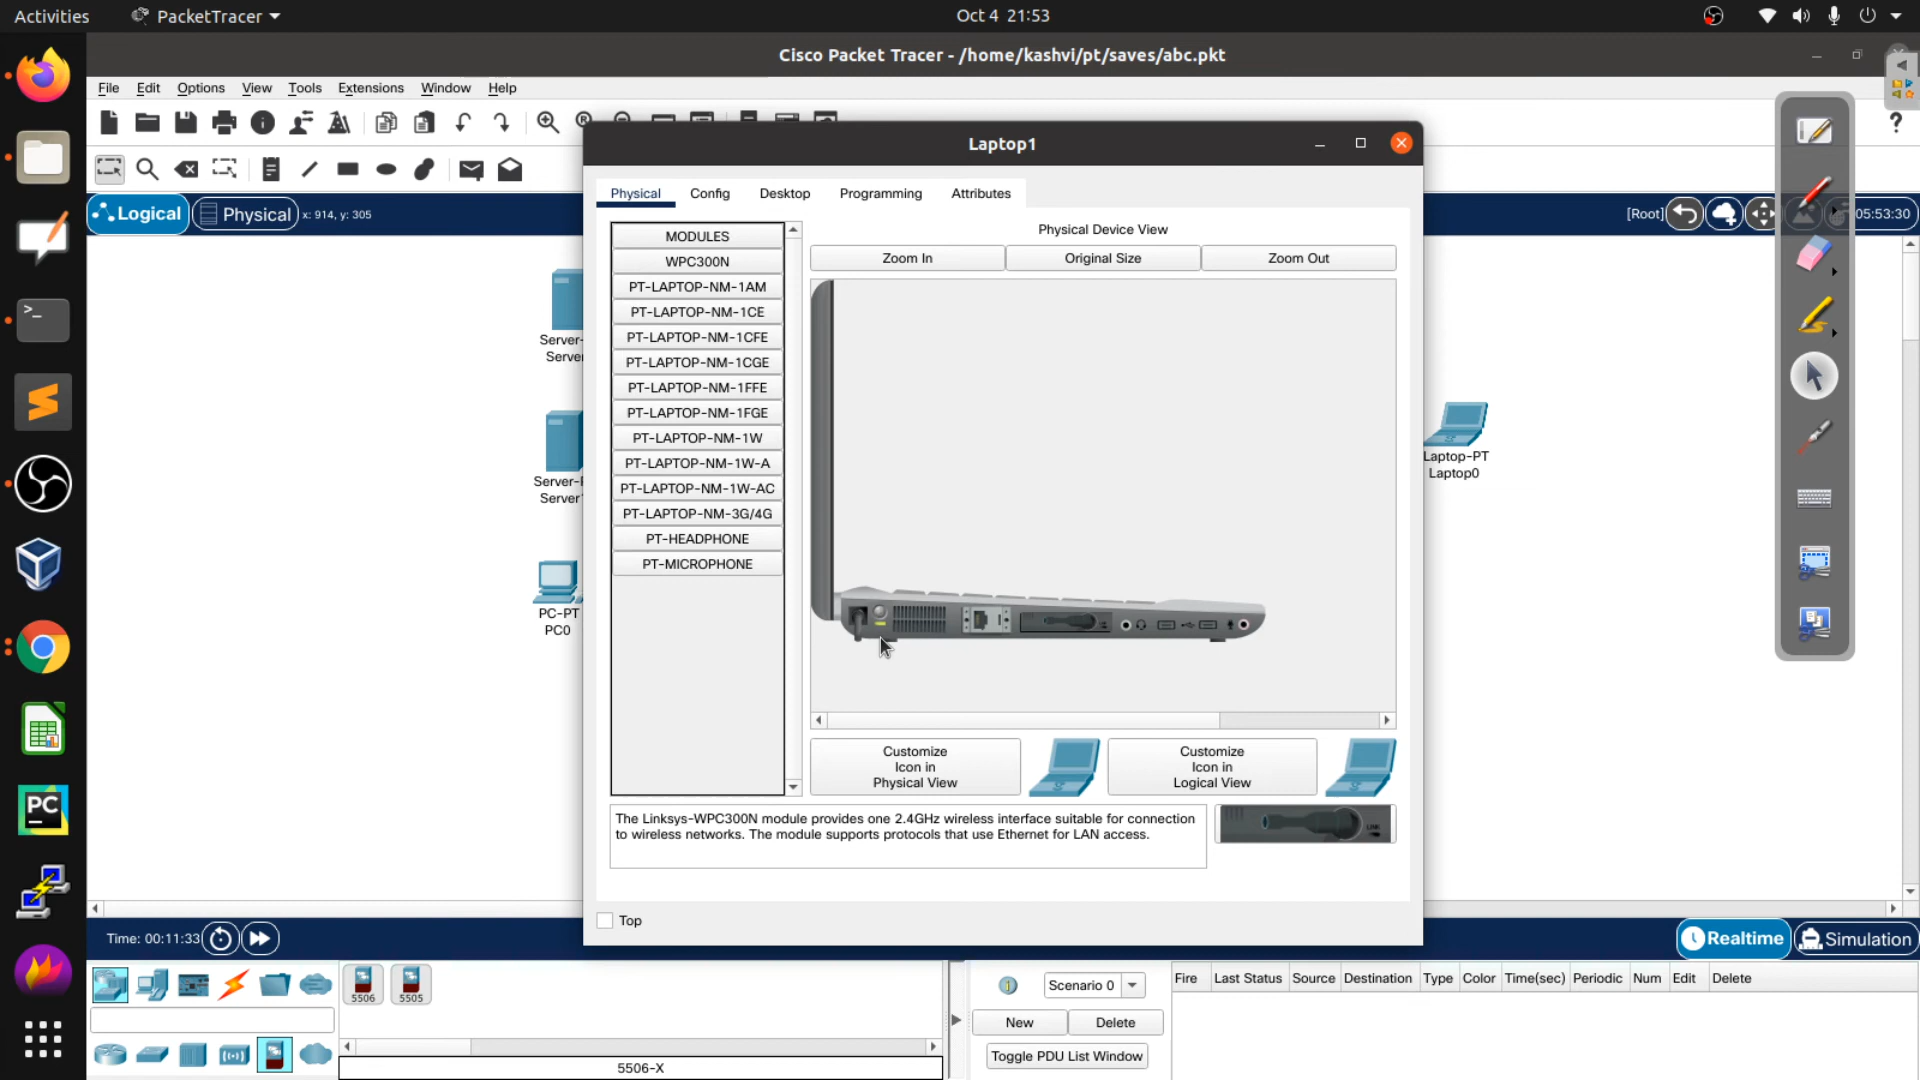 Activities
PacketTracer
Oct 4 21:53
Cisco Packet Tracer - /home/kashvi/pt/saves/abc.pkt
File Edit Options View Tools Extensions Window Help
Laptop1
Physical Config Desktop Programming Attributes
Logical
Physical
x: 914, y: 305
[Root]
05:53:30
MODULES
WPC300N
PT-LAPTOP-NM-1AM
PT-LAPTOP-NM-1CE
PT-LAPTOP-NM-1CFE
PT-LAPTOP-NM-1CGE
PT-LAPTOP-NM-1FFE
PT-LAPTOP-NM-1FGE
PT-LAPTOP-NM-1W
PT-LAPTOP-NM-1W-A
PT-LAPTOP-NM-1W-AC
PT-LAPTOP-NM-3G/4G
PT-HEADPHONE
PT-MICROPHONE
Physical Device View
Zoom In
Original Size
Zoom Out
Server-
Serve
Server-
Server
PC-PT
PC0
Laptop-PT
Laptop0
Customize
Icon in
Physical View
Customize
Icon in
Logical View
The Linksys-WPC300N module provides one 2.4GHz wireless interface suitable for connection
to wireless networks. The module supports protocols that use Ethernet for LAN access.
LINK
Top
Time: 00:11:33
Realtime
Simulation
5506
5505
5506-X
Scenario 0
New
Delete
Toggle PDU List Window
Fire Last Status Source Destination Type Color Time(sec) Periodic Num Edit Delete
PC